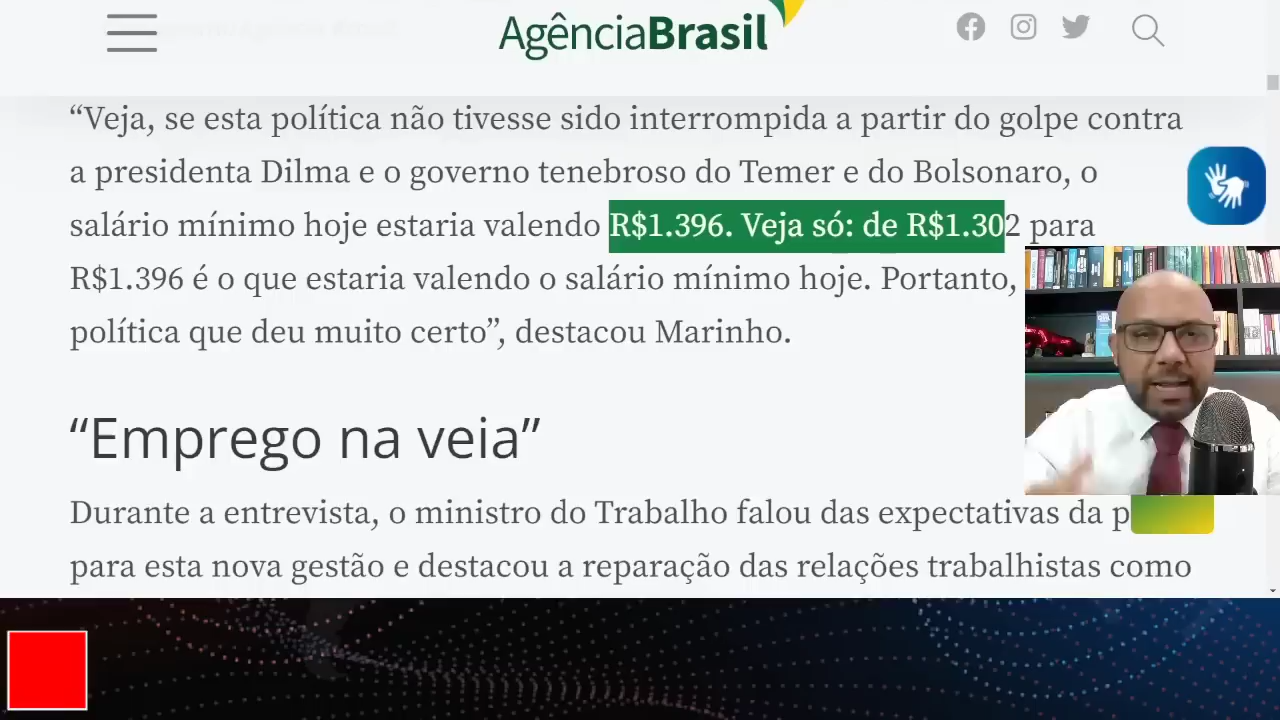 AgênciaBrasil
“Veja, se esta política não tivesse sido interrompida a partir do golpe contra
a presidenta Dilma e o governo tenebroso do Temer e do Bolsonaro, o
salário mínimo hoje estaria valendo R$1.396. Veja só: de R$1.302 para
R$1.396 é o que estaria valendo o salário mínimo hoje. Portanto,
política que deu muito certo”, destacou Marinho.
“Emprego na veia”
Durante a entrevista, o ministro do Trabalho falou das expectativas da p
para esta nova gestão e destacou a reparação das relações trabalhistas como